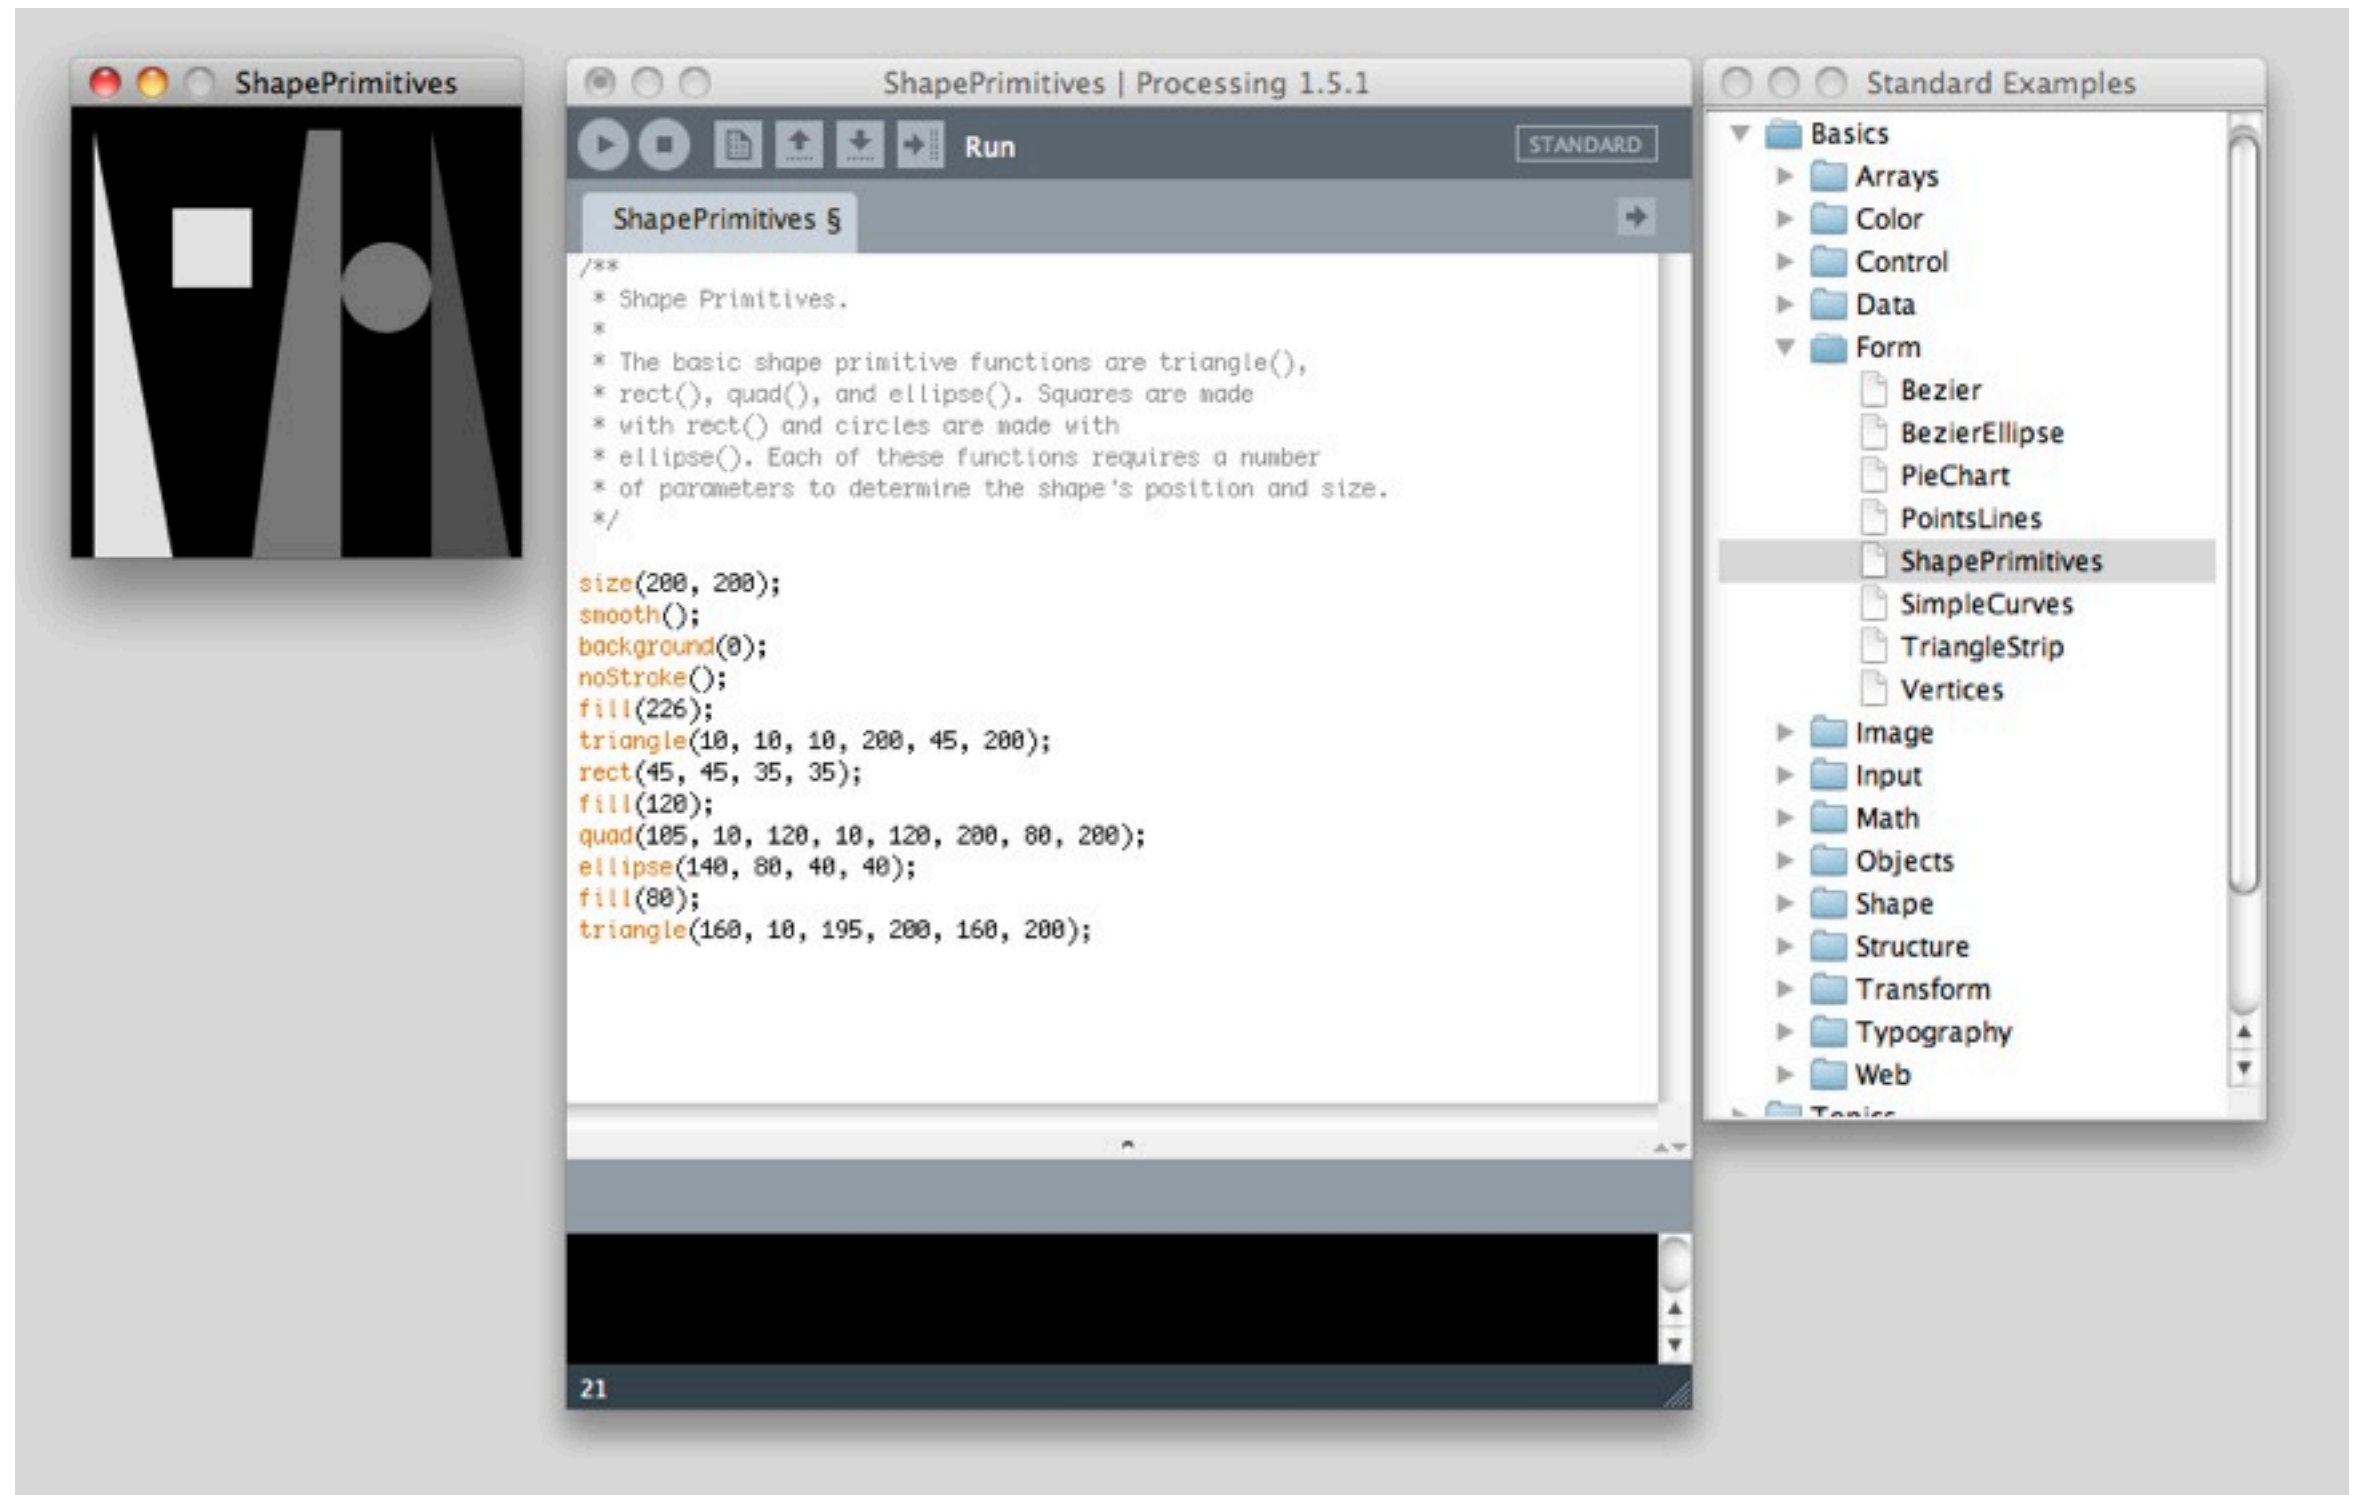 ShapePrimitives
ShapePrimitives | Processing 1.5.1
Run
STANDARD
ShapePrimitives §
/**
* Shape Primitives.
*
* The basic shape primitive functions are triangle(),
* rect(), quad(), and ellipse(). Squares are made
* with rect() and circles are made with
* ellipse(). Each of these functions requires a number
* of parameters to determine the shape's position and size.
*/
size(200, 200);
smooth();
background(0);
noStroke();
fill(226);
triangle(10, 10, 10, 200, 45, 200);
rect(45, 45, 35, 35);
fill(120);
quad(105, 10, 120, 10, 120, 200, 80, 200);
ellipse(140, 80, 40, 40);
fill(80);
triangle(160, 10, 195, 200, 160, 200);
21
Standard Examples
Basics
Arrays
Color
Control
Data
Form
Bezier
BezierEllipse
PieChart
PointsLines
ShapePrimitives
SimpleCurves
TriangleStrip
Vertices
Image
Input
Math
Objects
Shape
Structure
Transform
Typography
Web
Topics